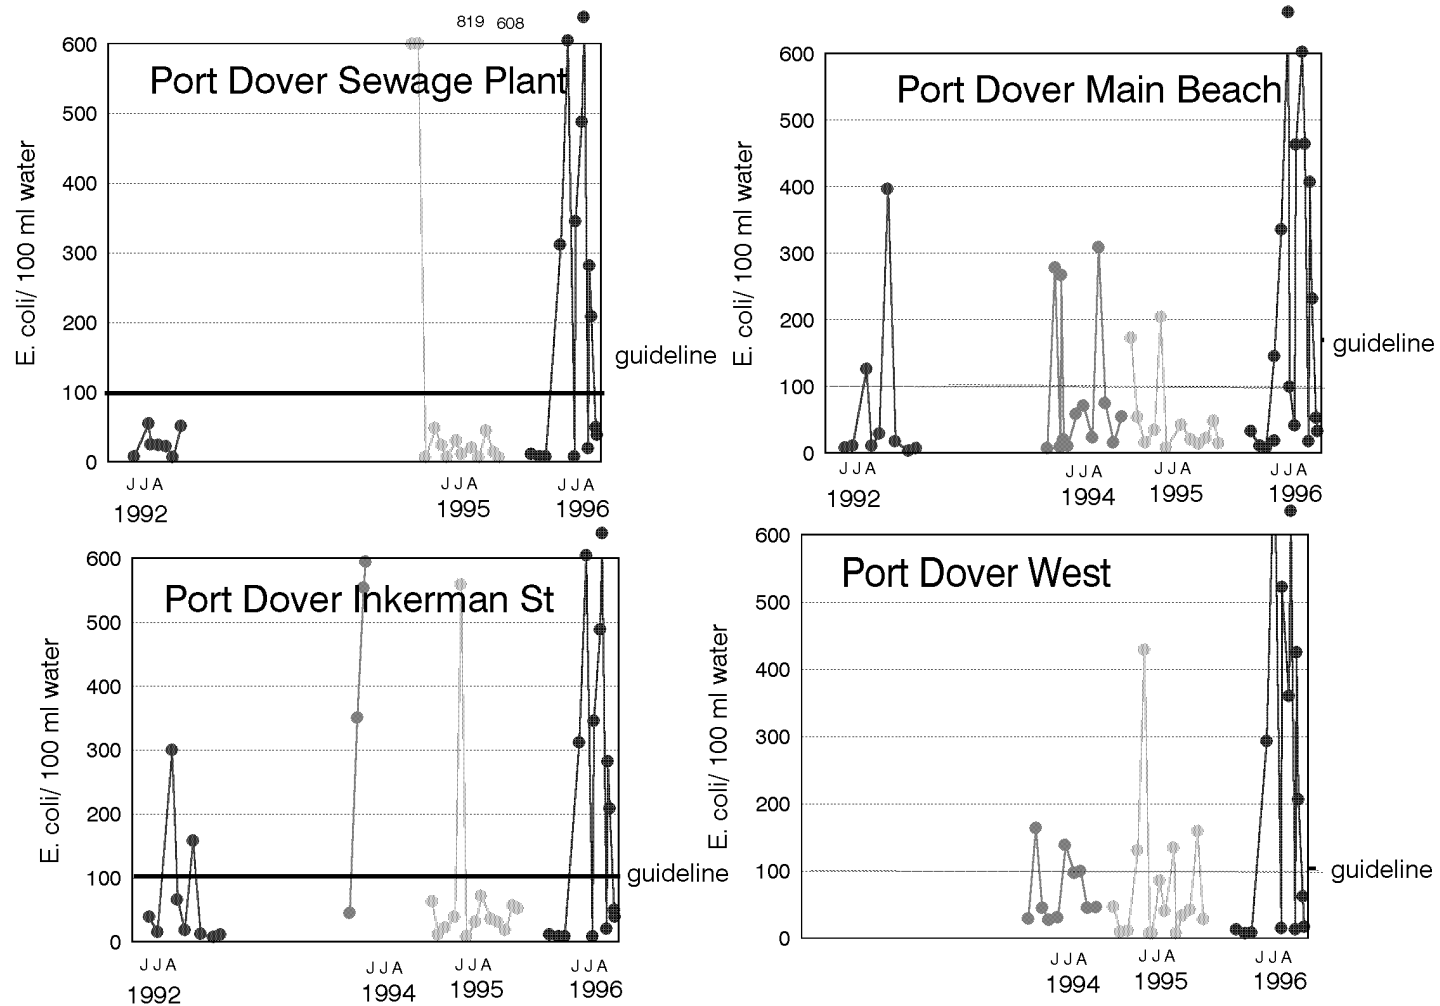 819 608
Port Dover Sewage Plant
E. coli/ 100 ml water
600
500
400
300
200
100
0
guideline
J J A
J J A
J J A
1992
1995
1996
Port Dover Main Beach
E. coli/ 100 ml water
600
500
400
300
200
100
0
guideline
J J A
J J A
J J A
J J A
1992
1994
1995
1996
Port Dover Inkerman St
E. coli/ 100 ml water
600
500
400
300
200
100
0
guideline
J J A
J J A
J J A
J J A
1992
1994
1995
1996
Port Dover West
E. coli/ 100 ml water
600
500
400
300
200
100
0
guideline
J J A
J J A
J J A
1994
1995
1996